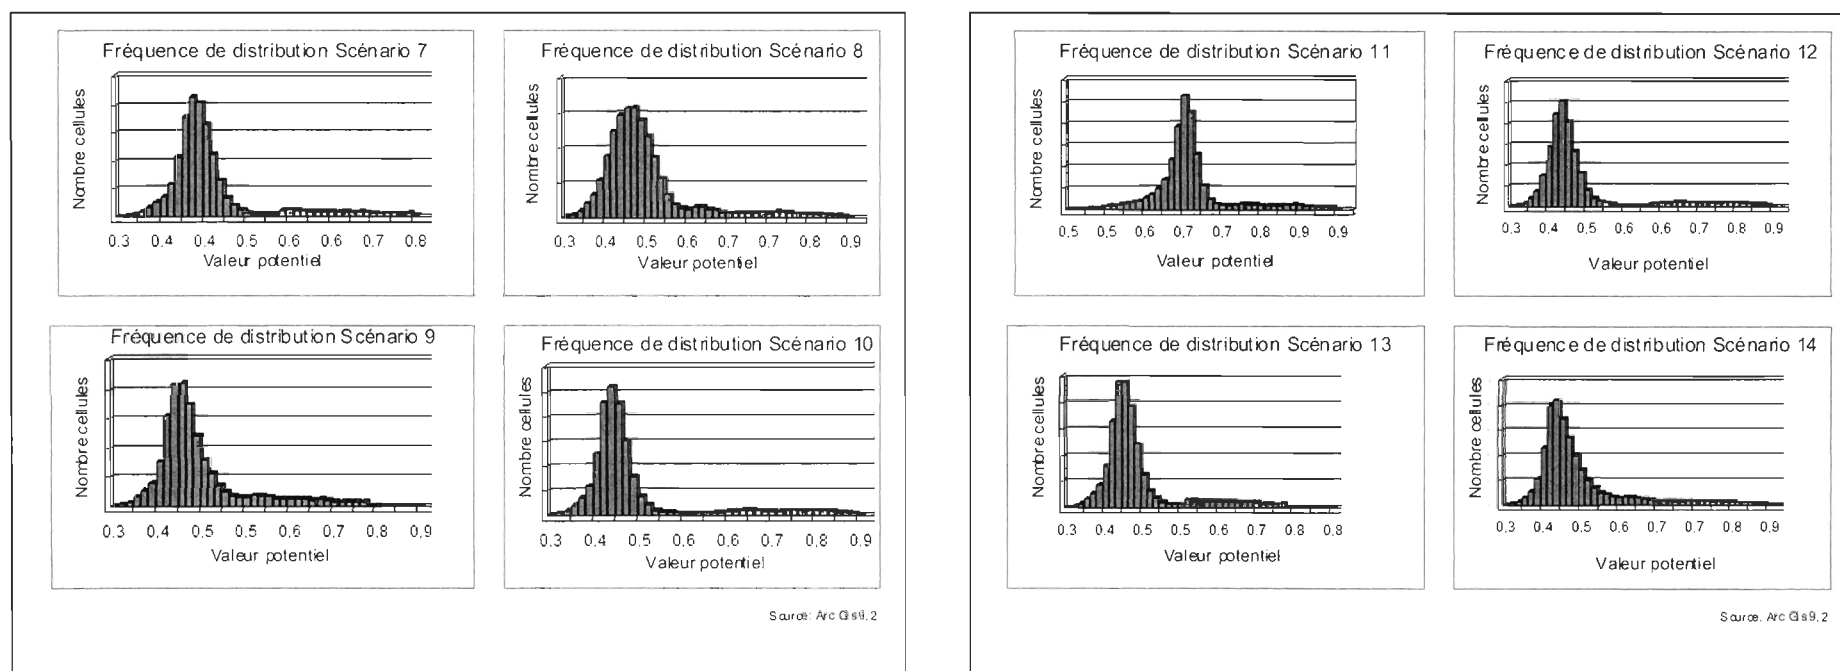 Fréquence de distribution Scénario 7
Nombre cellules
0.3 0.4 0.4 0.5 0.6 0.6 0.7 0.8
Valeur potentiel
Fréquence de distribution Scénario 8
Nombre cellules
0.3 0.4 0.5 0.5 0.6 0.7 0.8 0.9
Valeur potentiel
Fréquence de distribution Scénario 9
Nombre cellules
0.3 0.4 0.5 0.5 0.6 0.7 0.8 0.9
Valeur potentiel
Fréquence de distribution Scénario 10
Nombre cellules
0.3 0.4 0.5 0.6 0.6 0.7 0.8 0.9
Valeur potentiel
Source: Arc Gis9.2
Fréquence de distribution Scénario 11
Nombre cellules
0.5 0.5 0.6 0.7 0.7 0.8 0.9 0.9
Valeur potentiel
Fréquence de distribution Scénario 12
Nombre cellules
0.3 0.4 0.5 0.6 0.6 0.7 0.8 0.9
Valeur potentiel
Fréquence de distribution Scénario 13
Nombre cellules
0.3 0.4 0.5 0.5 0.6 0.7 0.8 0.8
Valeur potentiel
Fréquence de distribution Scénario 14
Nombre cellules
0.3 0.4 0.5 0.6 0.7 0.7 0.8 0.9
Valeur potentiel
Source. Arc Gis9.2